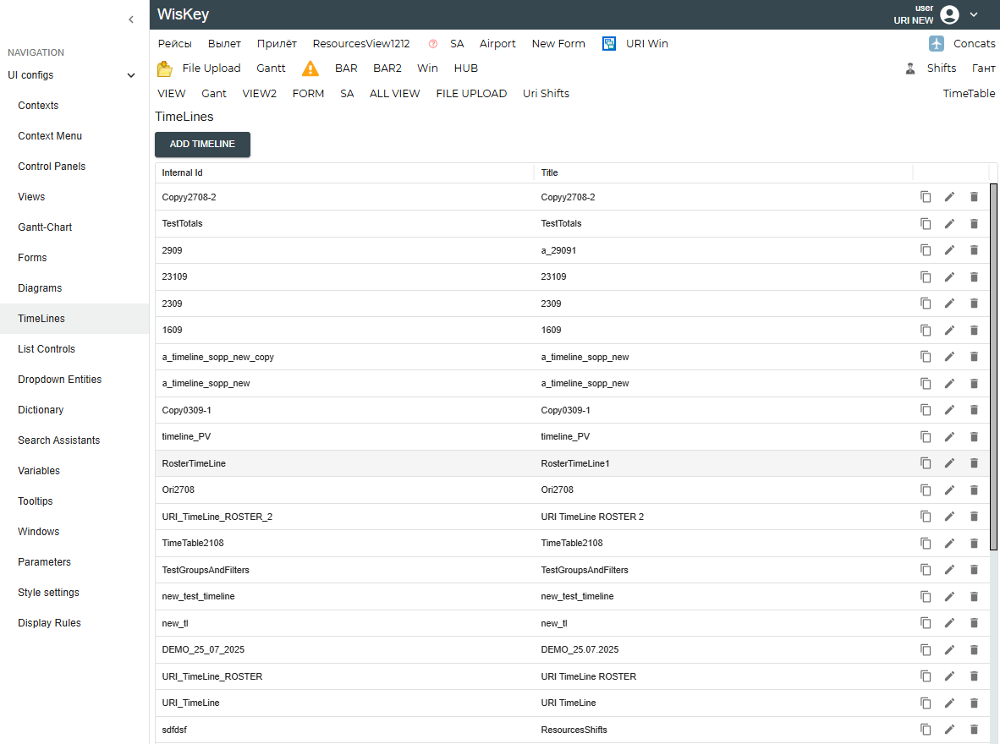 WisKey
user
URI NEW
NAVIGATION
UI configs
Contexts
Context Menu
Control Panels
Views
Gantt-Chart
Forms
Diagrams
TimeLines
List Controls
Dropdown Entities
Dictionary
Search Assistants
Variables
Tooltips
Windows
Parameters
Style settings
Display Rules
Рейсы Вылет Прилёт ResourcesView1212 SA Airport New Form URI Win Concats
File Upload Gantt BAR BAR2 Win HUB Shifts Гант
VIEW Gant VIEW2 FORM SA ALL VIEW FILE UPLOAD Uri Shifts TimeTable
TimeLines
ADD TIMELINE
Internal Id Title
Copyy2708-2 Copyy2708-2
TestTotals TestTotals
2909 a_29091
23109 23109
2309 2309
1609 1609
a_timeline_sopp_new_copy a_timeline_sopp_new
a_timeline_sopp_new a_timeline_sopp_new
Copy0309-1 Copy0309-1
timeline_PV timeline_PV
RosterTimeLine RosterTimeLine1
Ori2708 Ori2708
URI_TimeLine_ROSTER_2 URI TimeLine ROSTER 2
TimeTable2108 TimeTable2108
TestGroupsAndFilters TestGroupsAndFilters
new_test_timeline new_test_timeline
new_tl new_tl
DEMO_25_07_2025 DEMO_25.07.2025
URI_TimeLine_ROSTER URI TimeLine ROSTER
URI_TimeLine URI TimeLine
sdfdsf ResourcesShifts